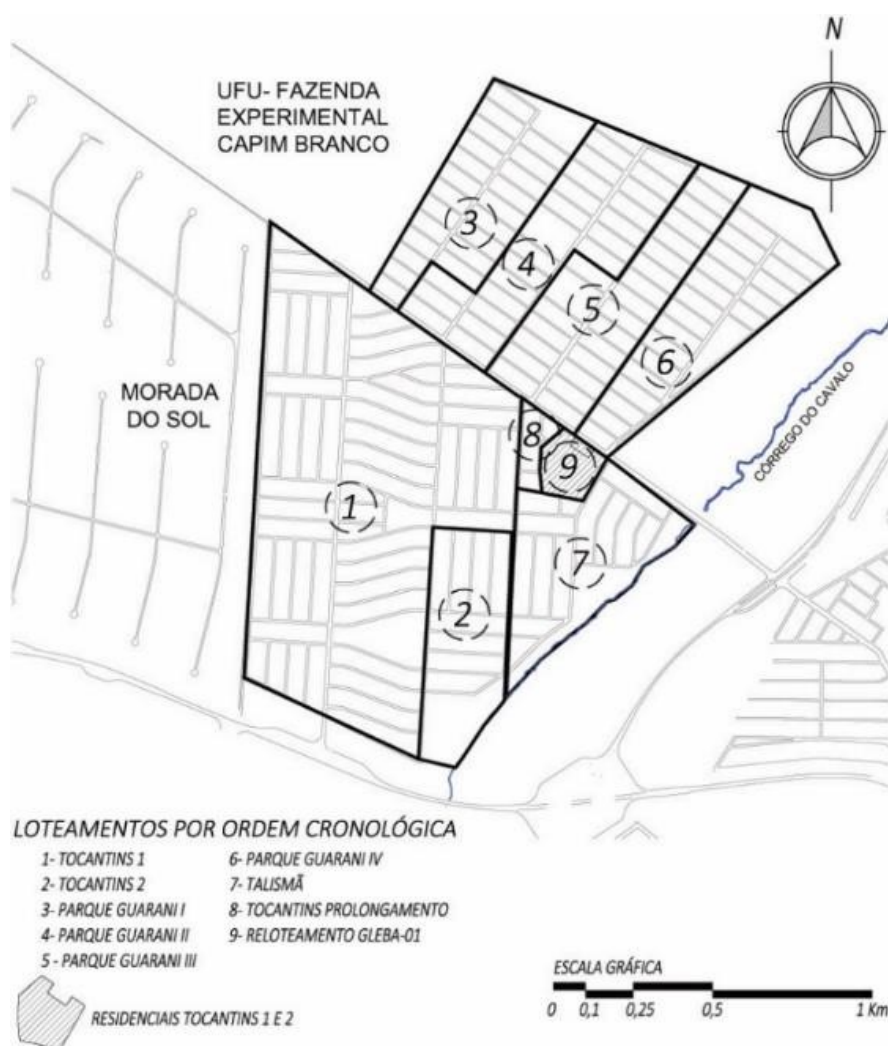 N
UFU- FAZENDA
EXPERIMENTAL
CAPIM BRANCO
3
4
5
6
MORADA
DO SOL
8
9
CÓRREGO DO CAVALO
1
7
2
LOTEAMENTOS POR ORDEM CRONOLÓGICA
1- TOCANTINS 1
2- TOCANTINS 2
3- PARQUE GUARANI I
4- PARQUE GUARANI II
5 - PARQUE GUARANI III
6- PARQUE GUARANI IV
7- TALISMÃ
8- TOCANTINS PROLONGAMENTO
9- RELOTEAMENTO GLEBA-01
RESIDENCIAIS TOCANTINS 1 E 2
ESCALA GRÁFICA
0 0,1 0,25 0,5 1 Km